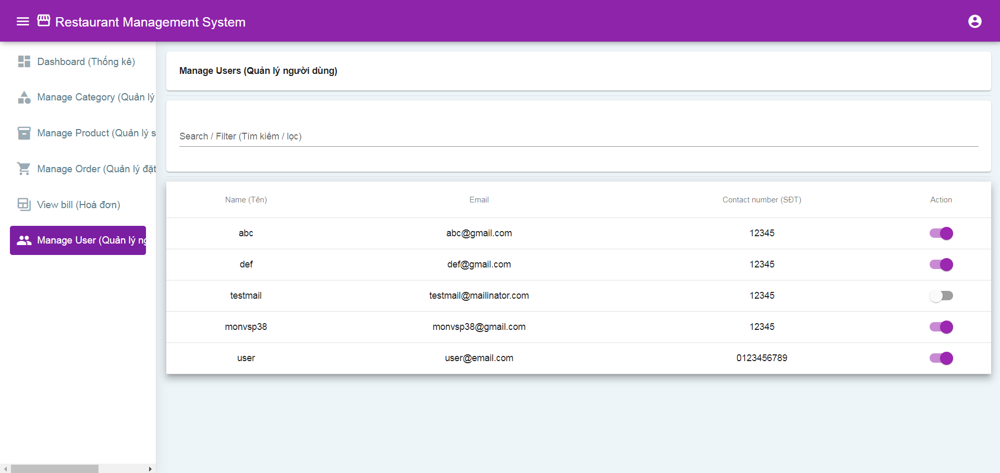 Restaurant Management System
Dashboard (Thống kê)
Manage Category (Quản lý
Manage Product (Quản lý s
Manage Order (Quản lý đặt
View bill (Hoá đơn)
Manage User (Quản lý ng
Manage Users (Quản lý người dùng)
Search / Filter (Tìm kiếm / lọc)
Name (Tên) Email Contact number (SĐT) Action
abc abc@gmail.com 12345
def def@gmail.com 12345
testmail testmail@mailinator.com 12345
monvsp38 monvsp38@gmail.com 12345
user user@email.com 0123456789